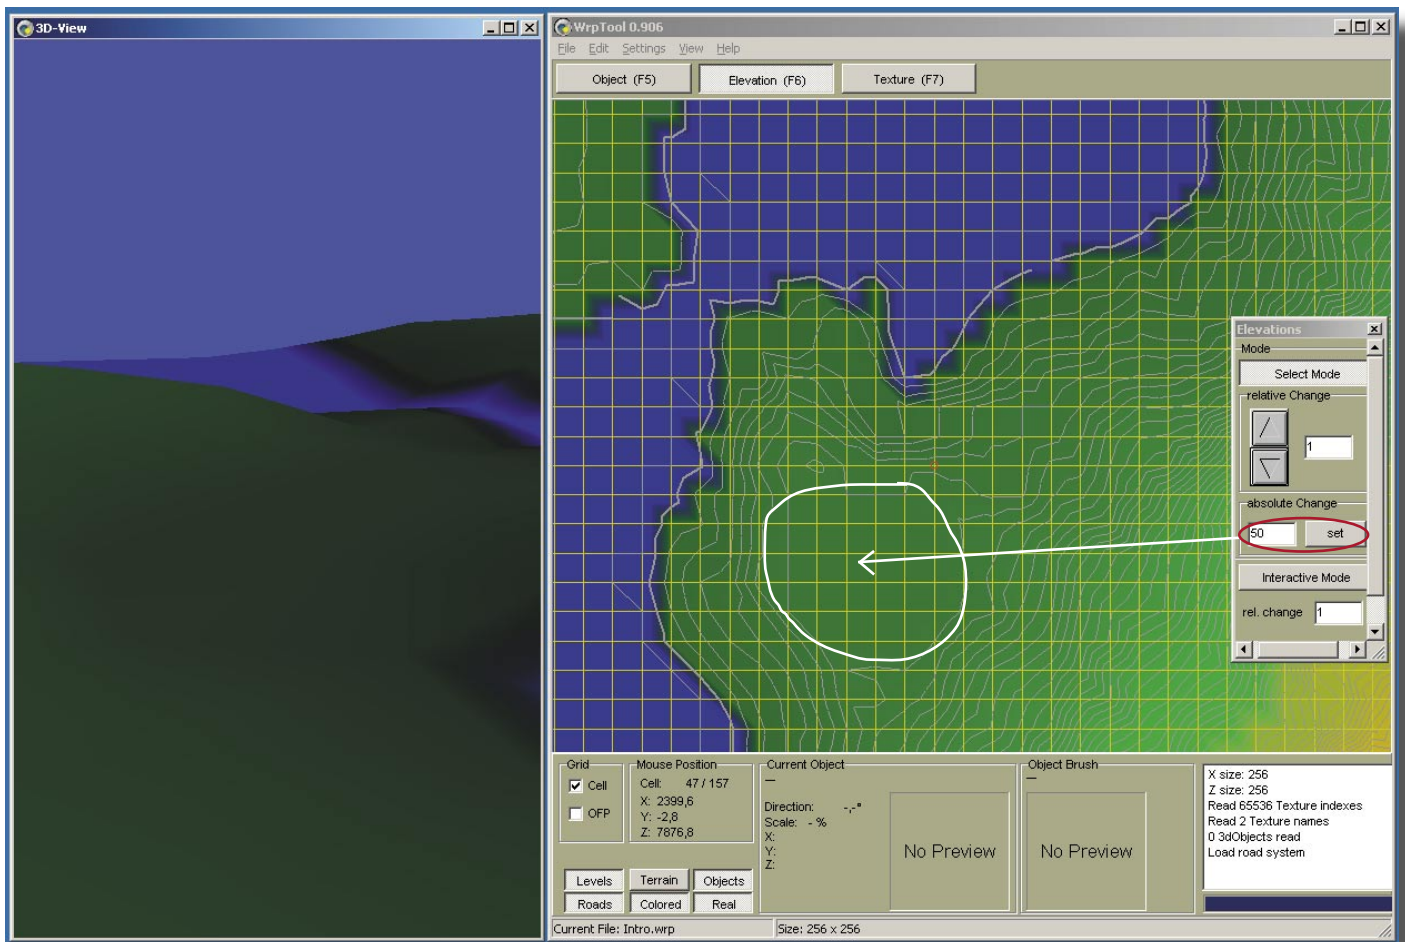 3D-View
WrpTool 0.906
File Edit Settings View Help
Object (F5) Elevation (F6) Texture (F7)
Elevations
Mode
Select Mode
relative Change
1
absolute Change
50 set
Interactive Mode
rel. change 1
Grid
Cell
OFP
Mouse Position
Cell: 47 / 157
X: 2399,6
Y: -2,8
Z: 7876,8
Levels Terrain Objects
Roads Colored Real
Current Object
—
Direction: -,-°
Scale: - %
X:
Y:
Z:
No Preview
Object Brush
—
No Preview
X size: 256
Z size: 256
Read 65536 Texture indexes
Read 2 Texture names
0 3dObjects read
Load road system
Current File: Intro.wrp Size: 256 x 256